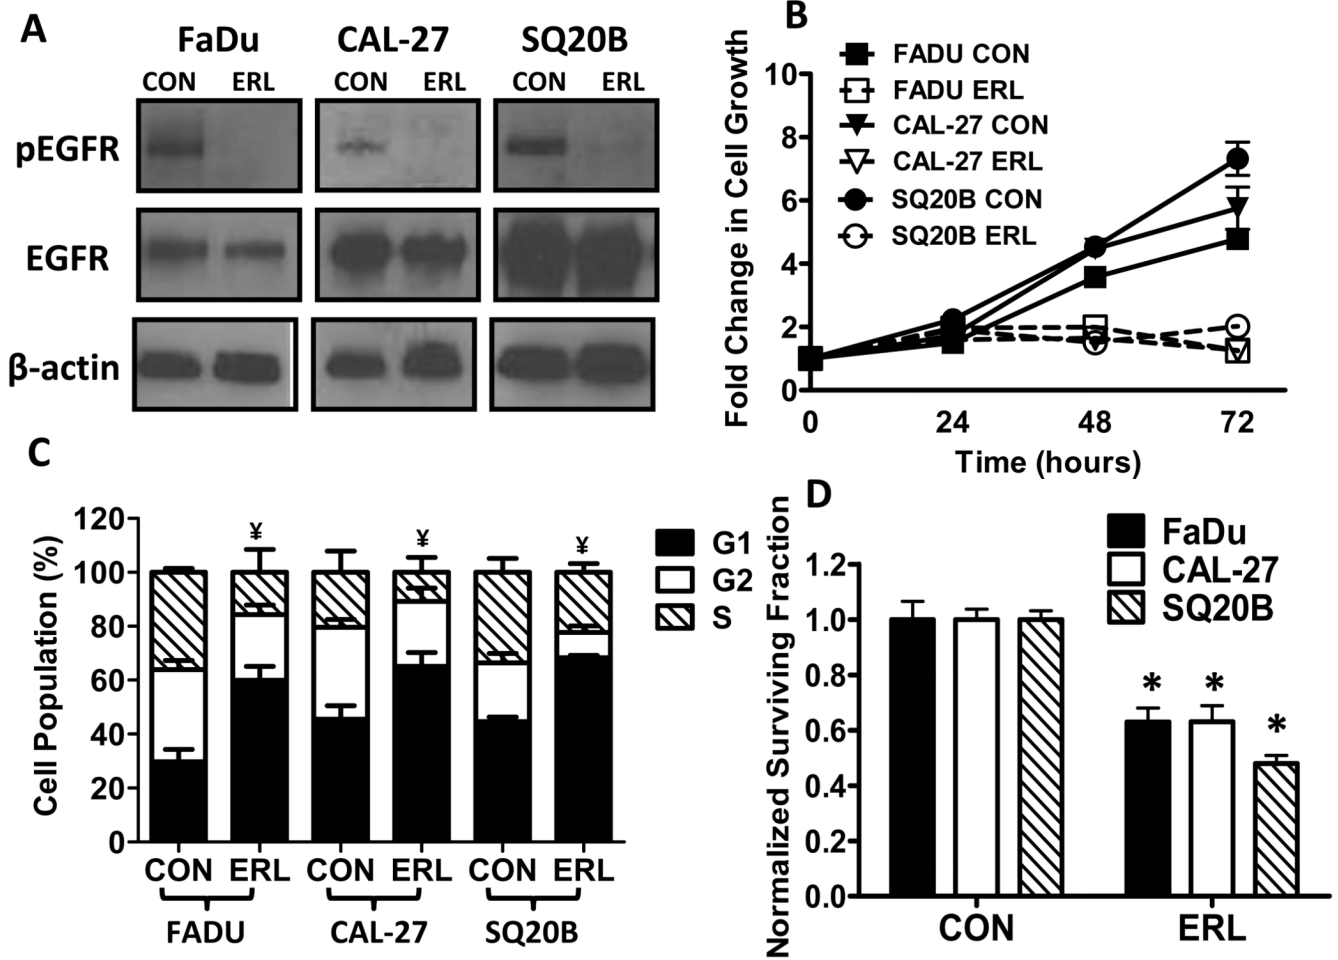 A
FaDu CAL-27 SQ20B
CON ERL CON ERL CON ERL
pEGFR
EGFR
β-actin
B
Fold Change in Cell Growth
10
8
6
4
2
0
FADU CON
FADU ERL
CAL-27 CON
CAL-27 ERL
SQ20B CON
SQ20B ERL
0 24 48 72
Time (hours)
C
Cell Population (%)
120
100
80
60
40
20
0
¥ ¥ ¥
G1
G2
S
CON ERL CON ERL CON ERL
FADU CAL-27 SQ20B
D
Normalized Surviving Fraction
1.2
1.0
0.8
0.6
0.4
0.2
0.0
FaDu
CAL-27
SQ20B
* * *
CON ERL